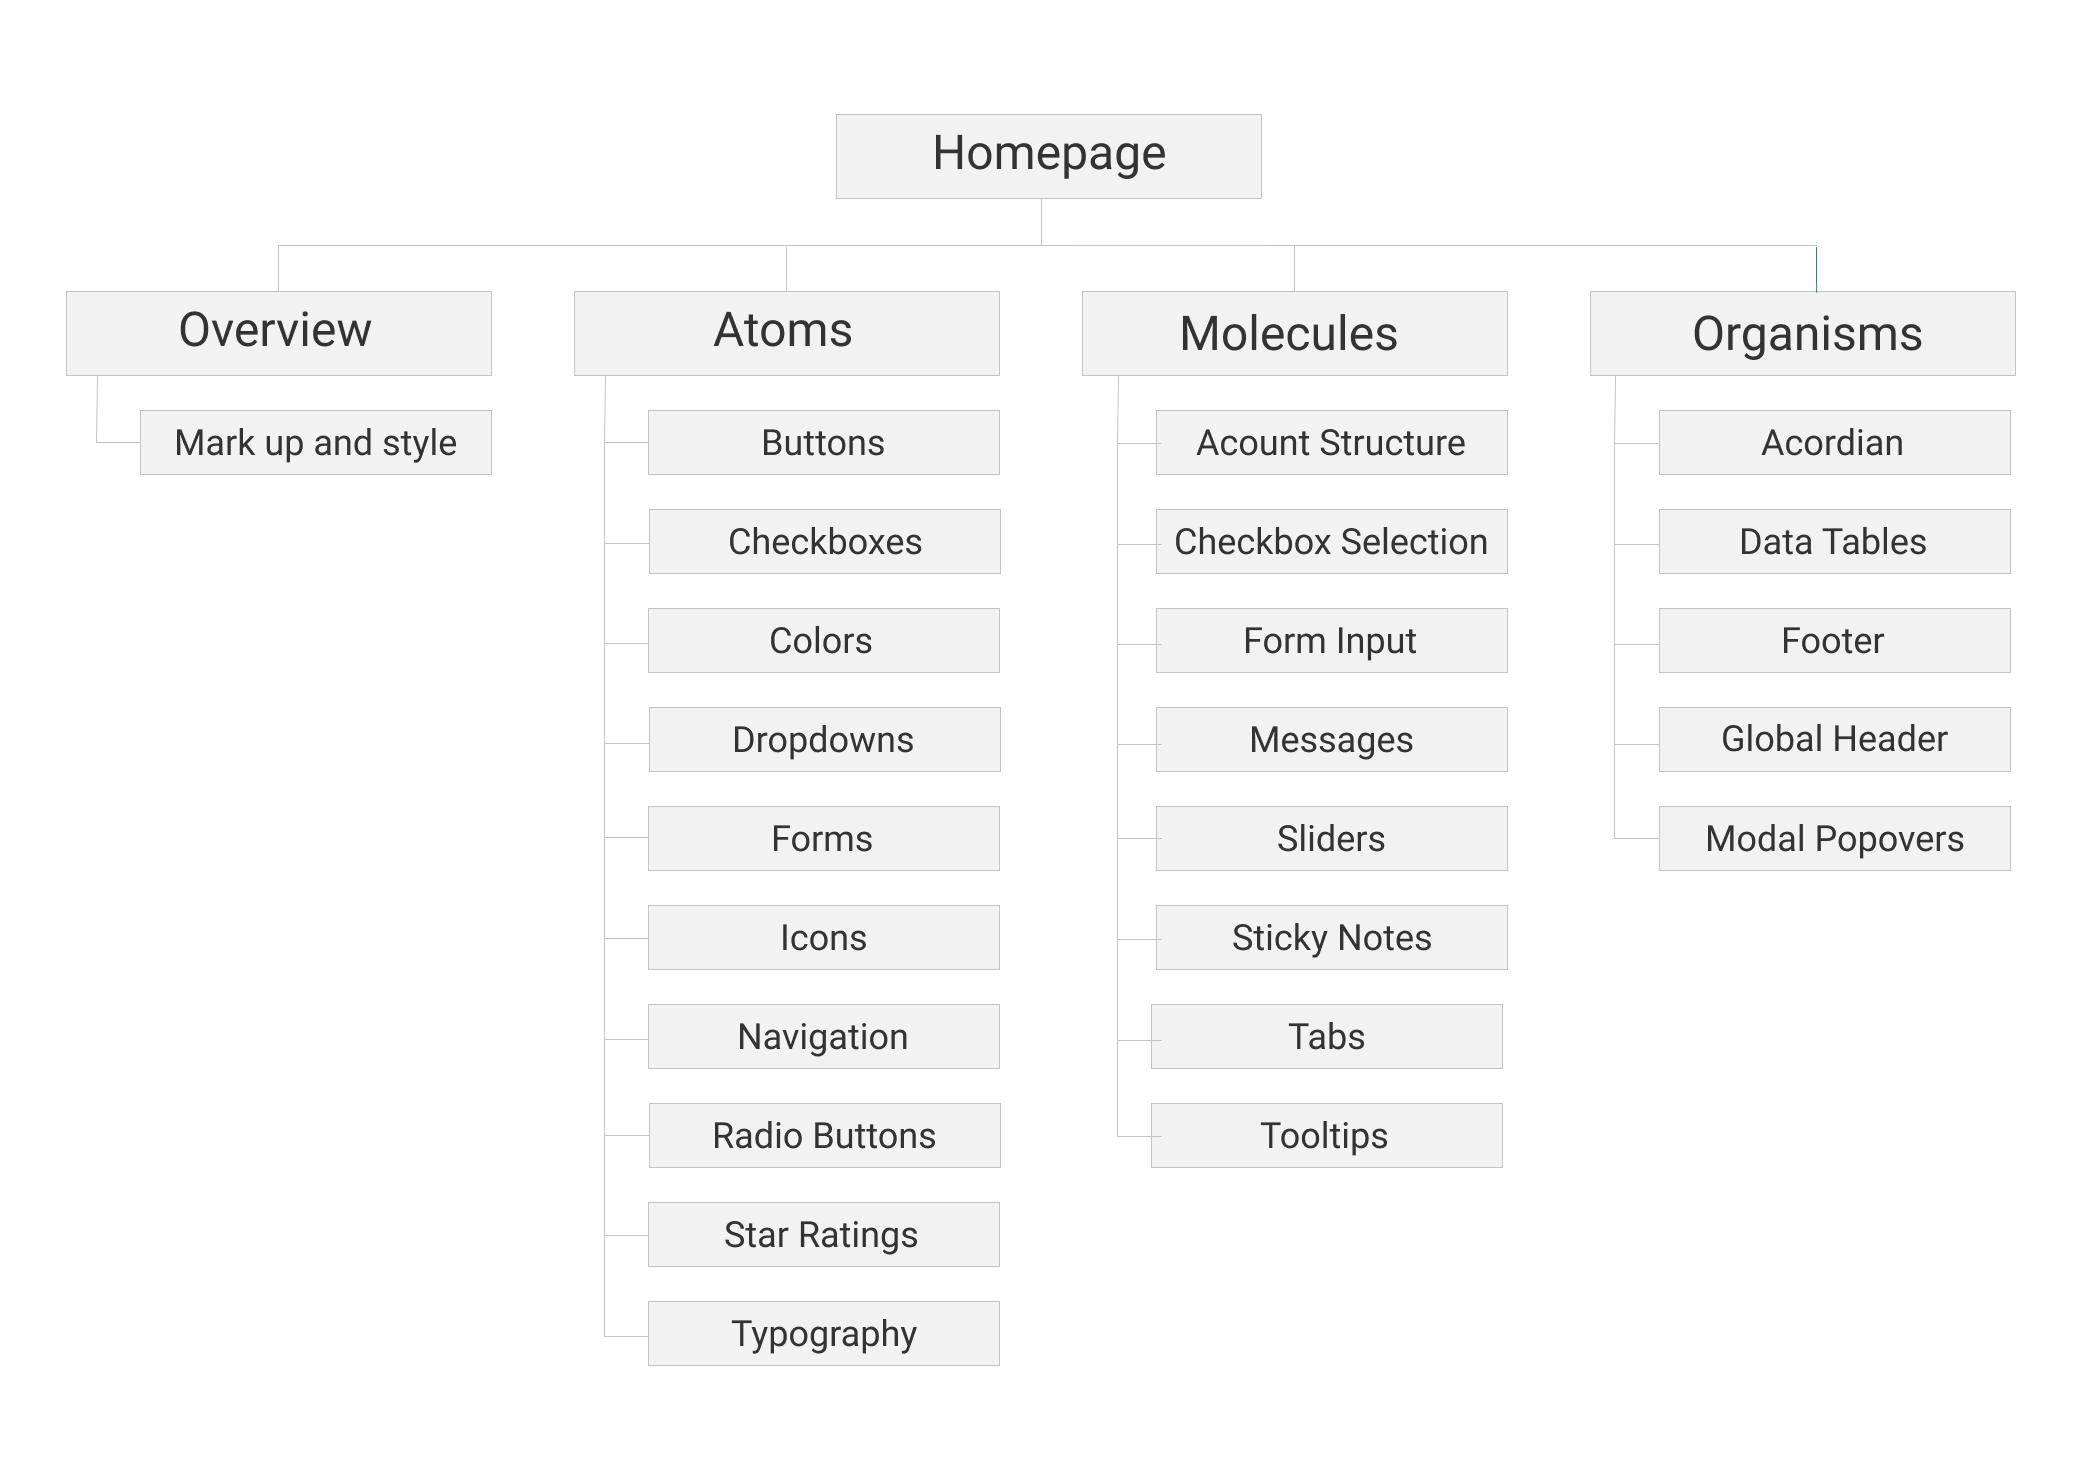 Homepage
Overview
Mark up and style
Atoms
Buttons
Checkboxes
Colors
Dropdowns
Forms
Icons
Navigation
Radio Buttons
Star Ratings
Typography
Molecules
Acount Structure
Checkbox Selection
Form Input
Messages
Sliders
Sticky Notes
Tabs
Tooltips
Organisms
Acordian
Data Tables
Footer
Global Header
Modal Popovers